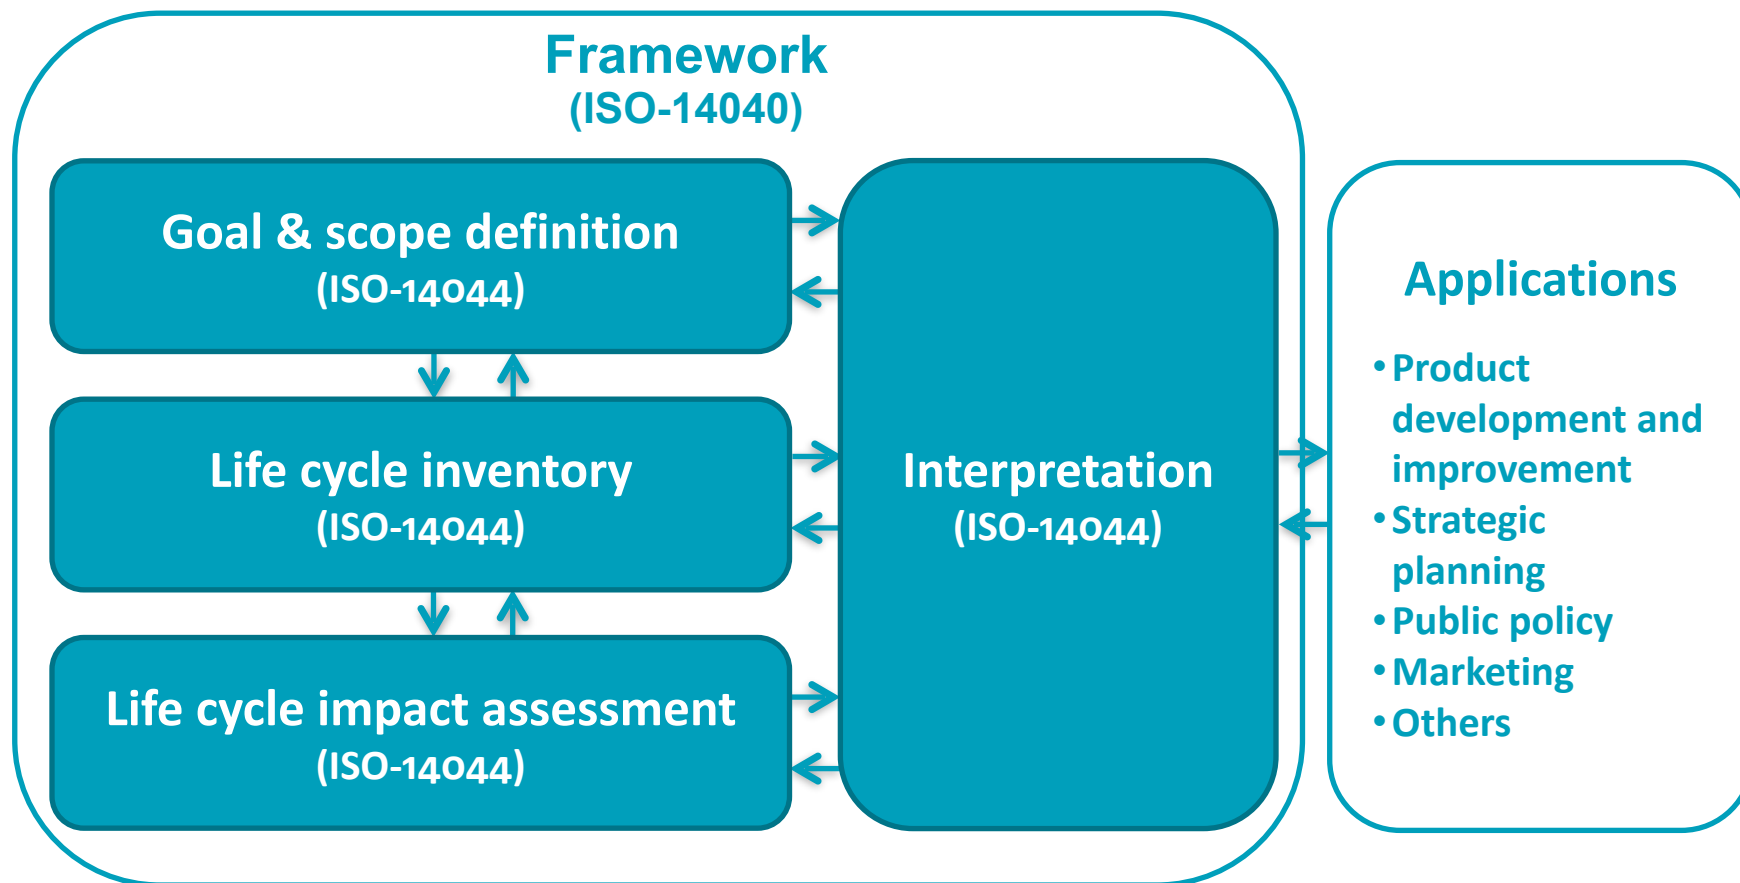 Framework
(ISO-14040)
Goal & scope definition
(ISO-14044)
Life cycle inventory
(ISO-14044)
Life cycle impact assessment
(ISO-14044)
Interpretation
(ISO-14044)
Applications
•Product
development and
improvement
•Strategic
planning
•Public policy
•Marketing
•Others